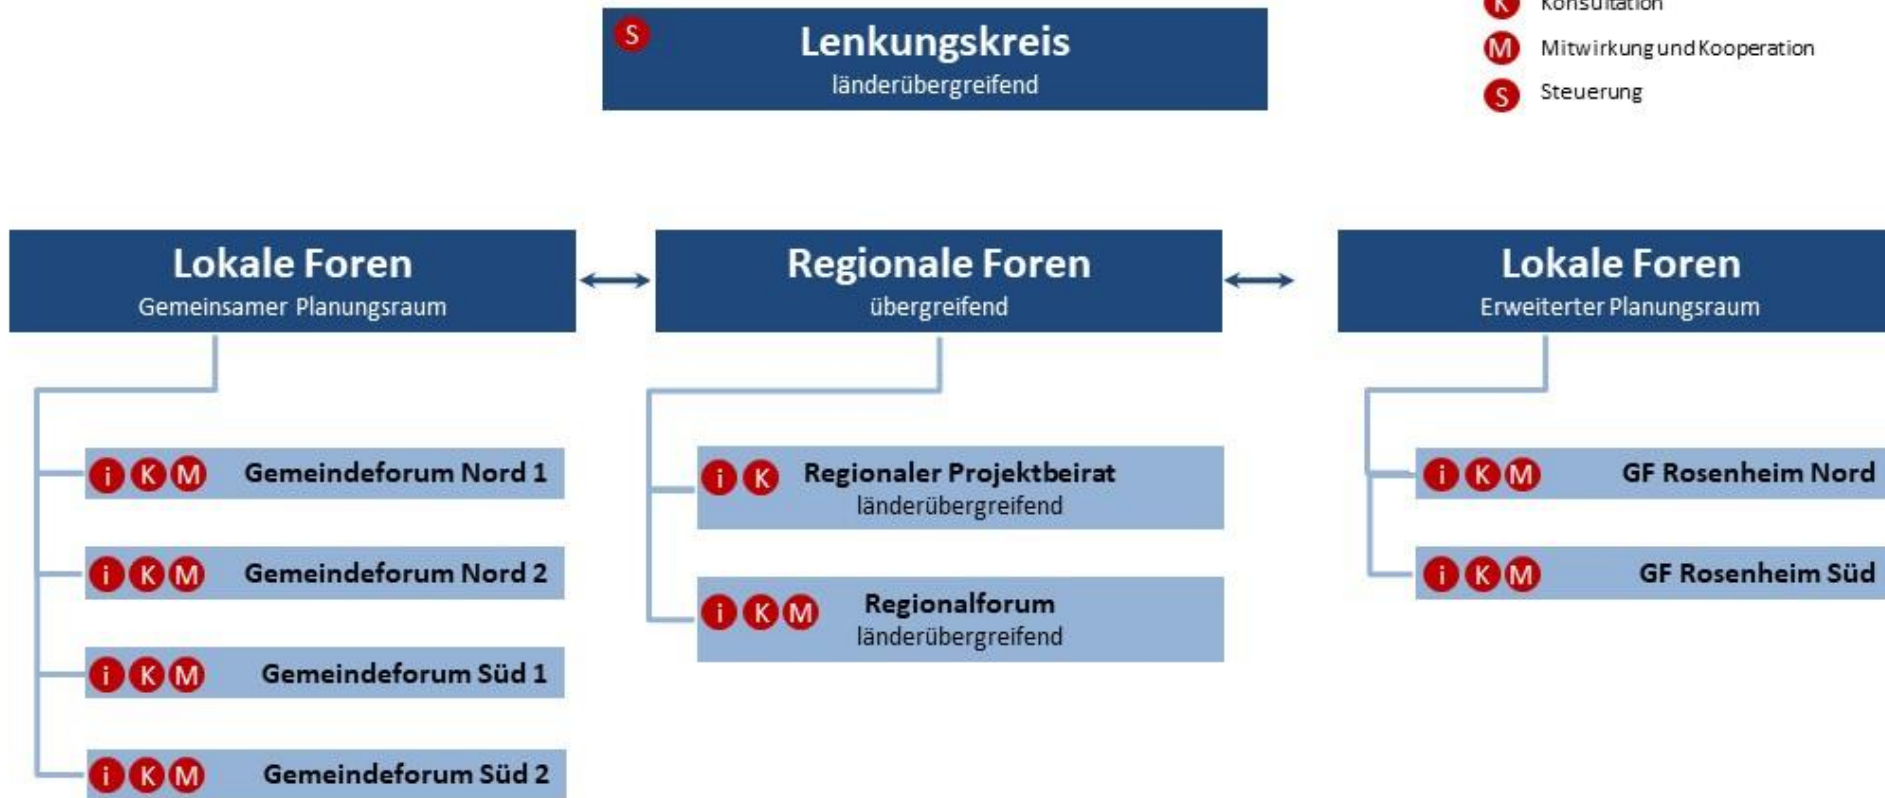 K Konsultation
M Mitwirkung und Kooperation
S Steuerung
S Lenkungskreis
länderübergreifend
Lokale Foren
Gemeinsamer Planungsraum
Regionale Foren
übergreifend
Lokale Foren
Erweiterter Planungsraum
i K M Gemeindeforum Nord 1
i K M Gemeindeforum Nord 2
i K M Gemeindeforum Süd 1
i K M Gemeindeforum Süd 2
i K Regionaler Projektbeirat
länderübergreifend
i K M Regionalforum
länderübergreifend
i K M GF Rosenheim Nord
i K M GF Rosenheim Süd